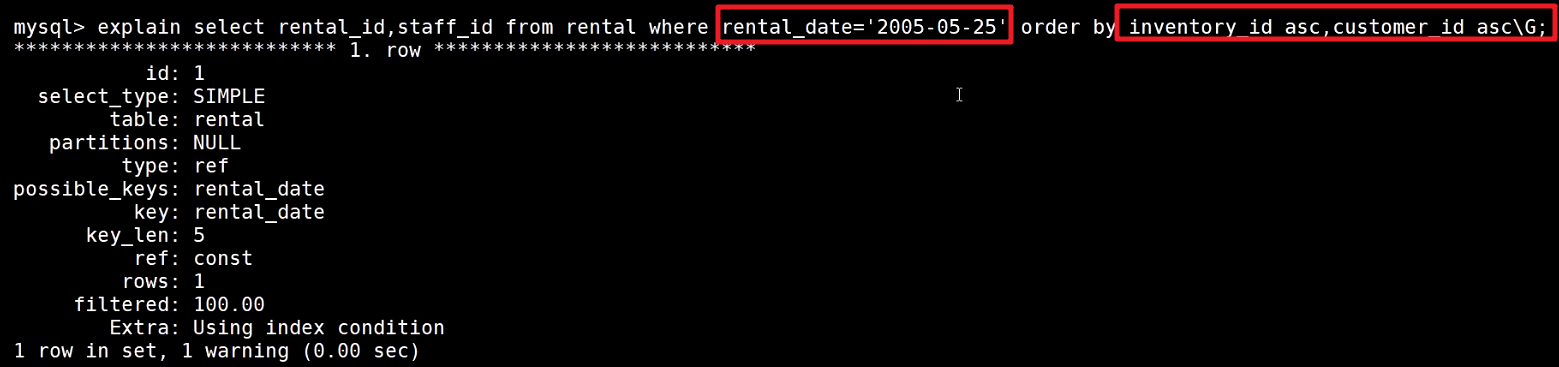 mysql> explain select rental_id,staff_id from rental where rental_date='2005-05-25' order by inventory_id asc,customer_id asc\G;
*************************** 1. row ***************************
id: 1
select_type: SIMPLE
table: rental
partitions: NULL
type: ref
possible_keys: rental_date
key: rental_date
key_len: 5
ref: const
rows: 1
filtered: 100.00
Extra: Using index condition
1 row in set, 1 warning (0.00 sec)